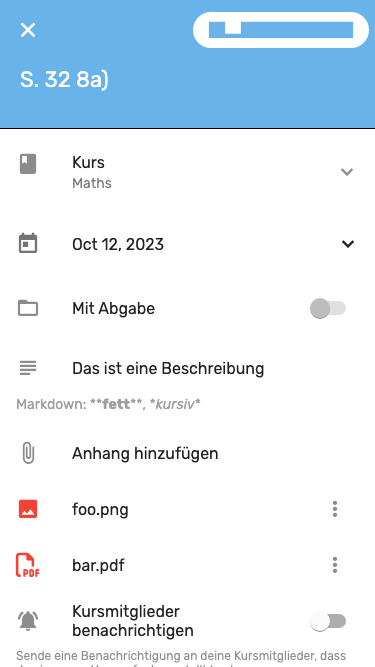 S. 32 8a)
Kurs
Maths
Oct 12, 2023
Mit Abgabe
Das ist eine Beschreibung
Markdown: **fett**, *kursiv*
Anhang hinzufügen
foo.png
PDF
bar.pdf
Kursmitglieder
benachrichtigen
Sende eine Benachrichtigung an deine Kursmitglieder, dass